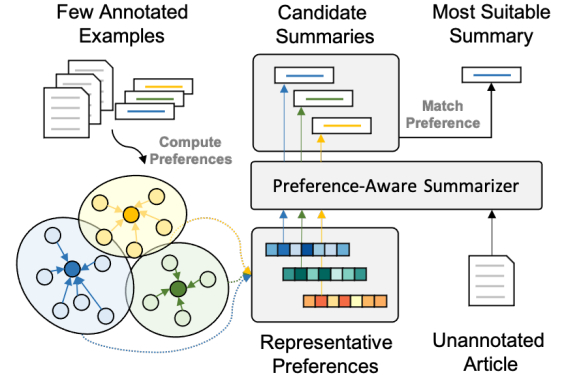 Few Annotated
Examples
Candidate
Summaries
Most Suitable
Summary
Match
Preference
Compute
Preferences
Preference-Aware Summarizer
Representative
Preferences
Unannotated
Article